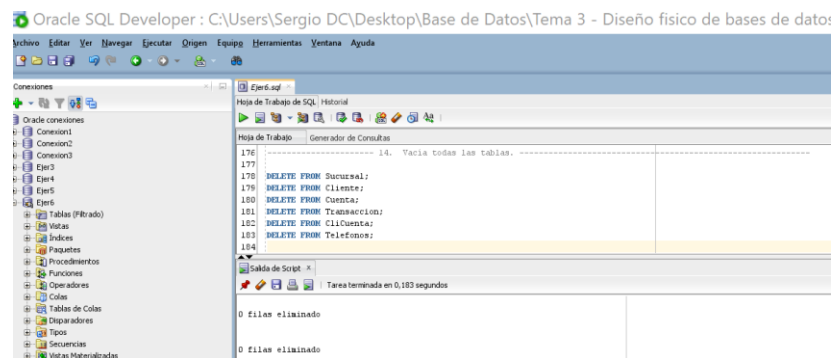 Oracle SQL Developer : C:\Users\Sergio DC\Desktop\Base de Datos\Tema 3 - Diseño fisico de bases de datos
Archivo Editar Ver Navegar Ejecutar Origen Equipo Herramientas Ventana Ayuda
Conexiones
Oracle conexiones
Conexion1
Conexion2
Conexion3
Ejer3
Ejer4
Ejer5
Ejer6
Tablas (Filtrado)
Vistas
Índices
Paquetes
Procedimientos
Funciones
Operadores
Colas
Tablas de Colas
Disparadores
Tipos
Secuencias
Vistas Materializadas
Ejer6.sql
Hoja de Trabajo de SQL Historial
Hoja de Trabajo Generador de Consultas
176 ---------------------- 14. Vacia todas las tablas. ----------------------
177
178 DELETE FROM Sucursal;
179 DELETE FROM Cliente;
180 DELETE FROM Cuenta;
181 DELETE FROM Transaccion;
182 DELETE FROM CliCuenta;
183 DELETE FROM Telefonos;
184
Salida de Script x
Tarea terminada en 0,183 segundos
0 filas eliminado
0 filas eliminado